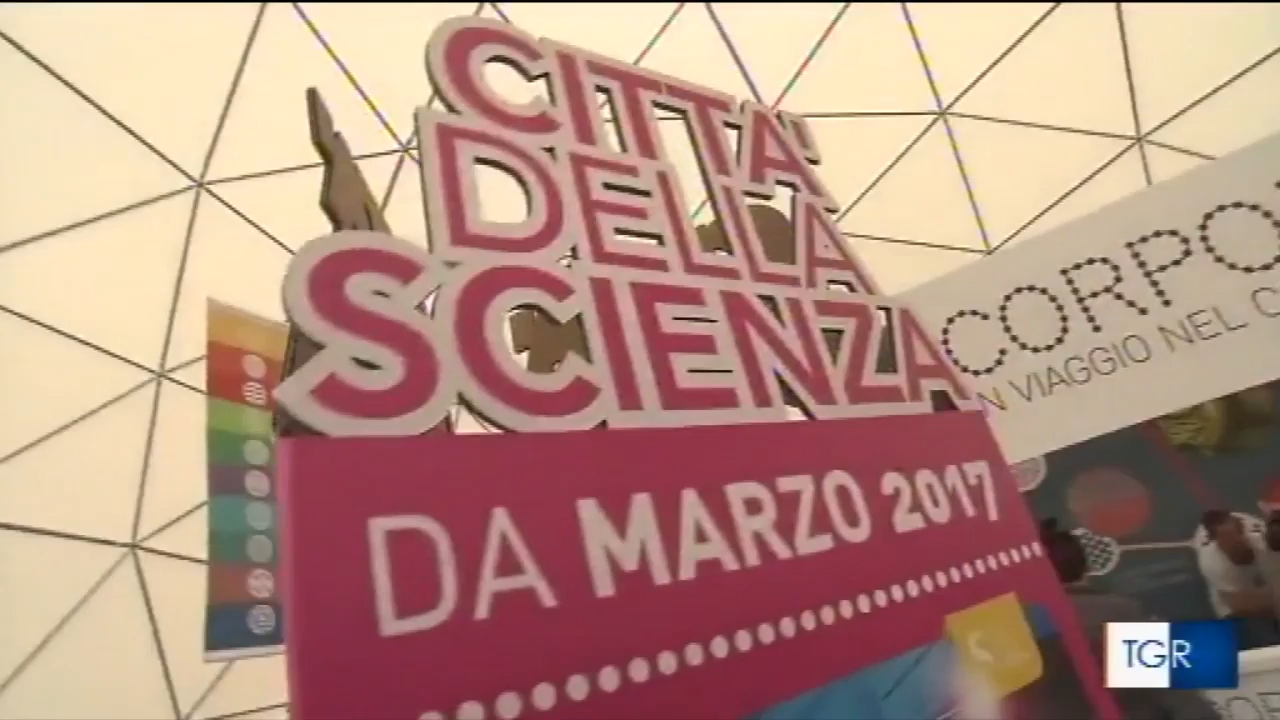 CITTA'
DELLA
SCIENZA
DA MARZO 2017
CORPO
VIAGGIO NEL
TGR